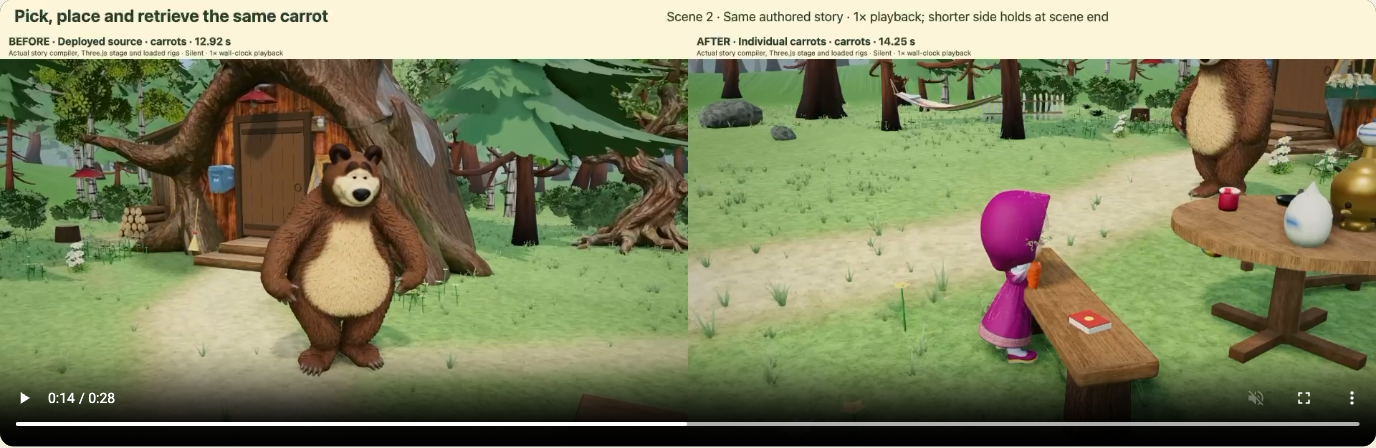 Pick, place and retrieve the same carrot
Scene 2 · Same authored story · 1× playback; shorter side holds at scene end
BEFORE · Deployed source · carrots · 12.92 s
Actual story compiler, Three.js stage and loaded rigs · Silent · 1× wall-clock playback
AFTER · Individual carrots · carrots · 14.25 s
Actual story compiler, Three.js stage and loaded rigs · Silent · 1× wall-clock playback
0:14 / 0:28